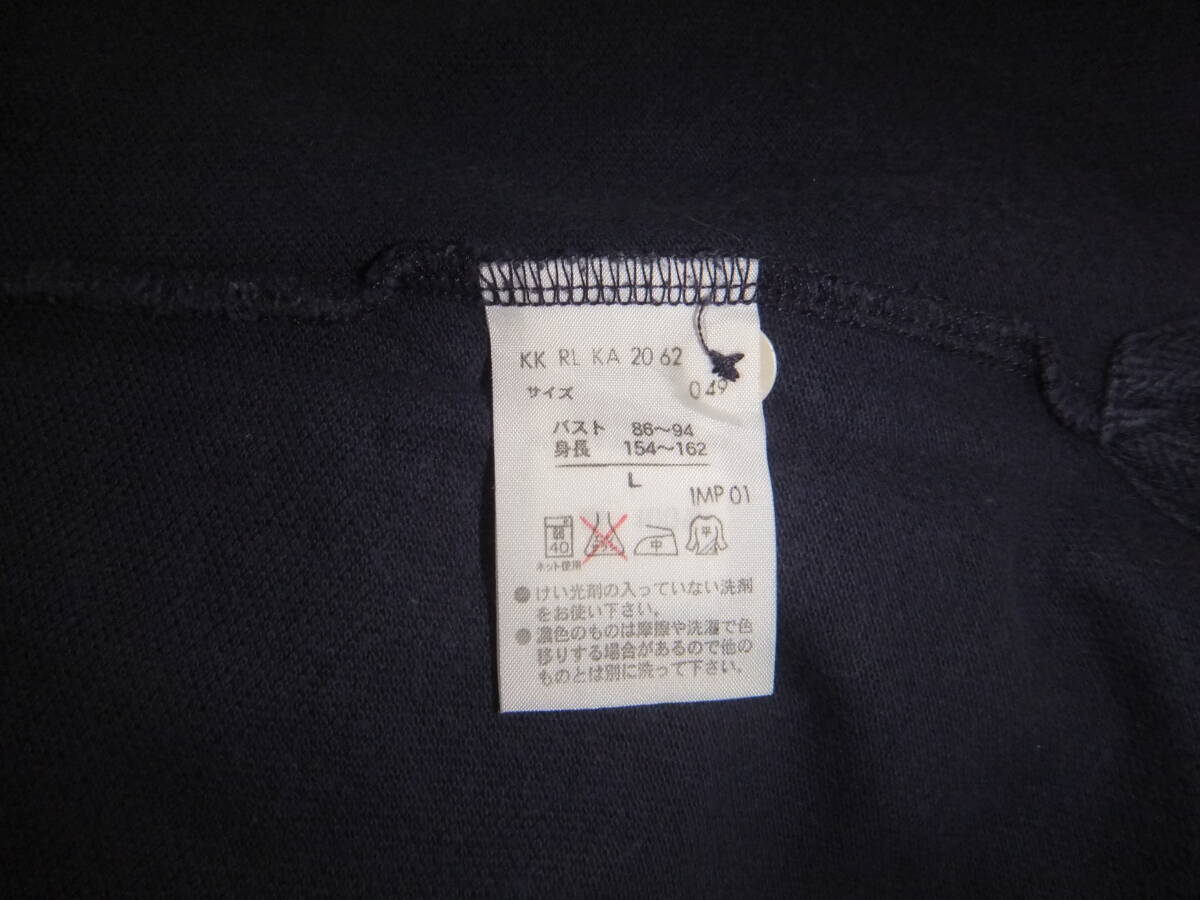 KK RL KA 20 62
サイズ 049
バスト 86～94
身長 154～162
L
IMP 01
40 中 平
ネット使用
●けい光剤の入っていない洗剤
をお使い下さい。
●濃色のものは摩擦や洗濯で色
移りする場合があるので他の
ものとは別に洗って下さい。